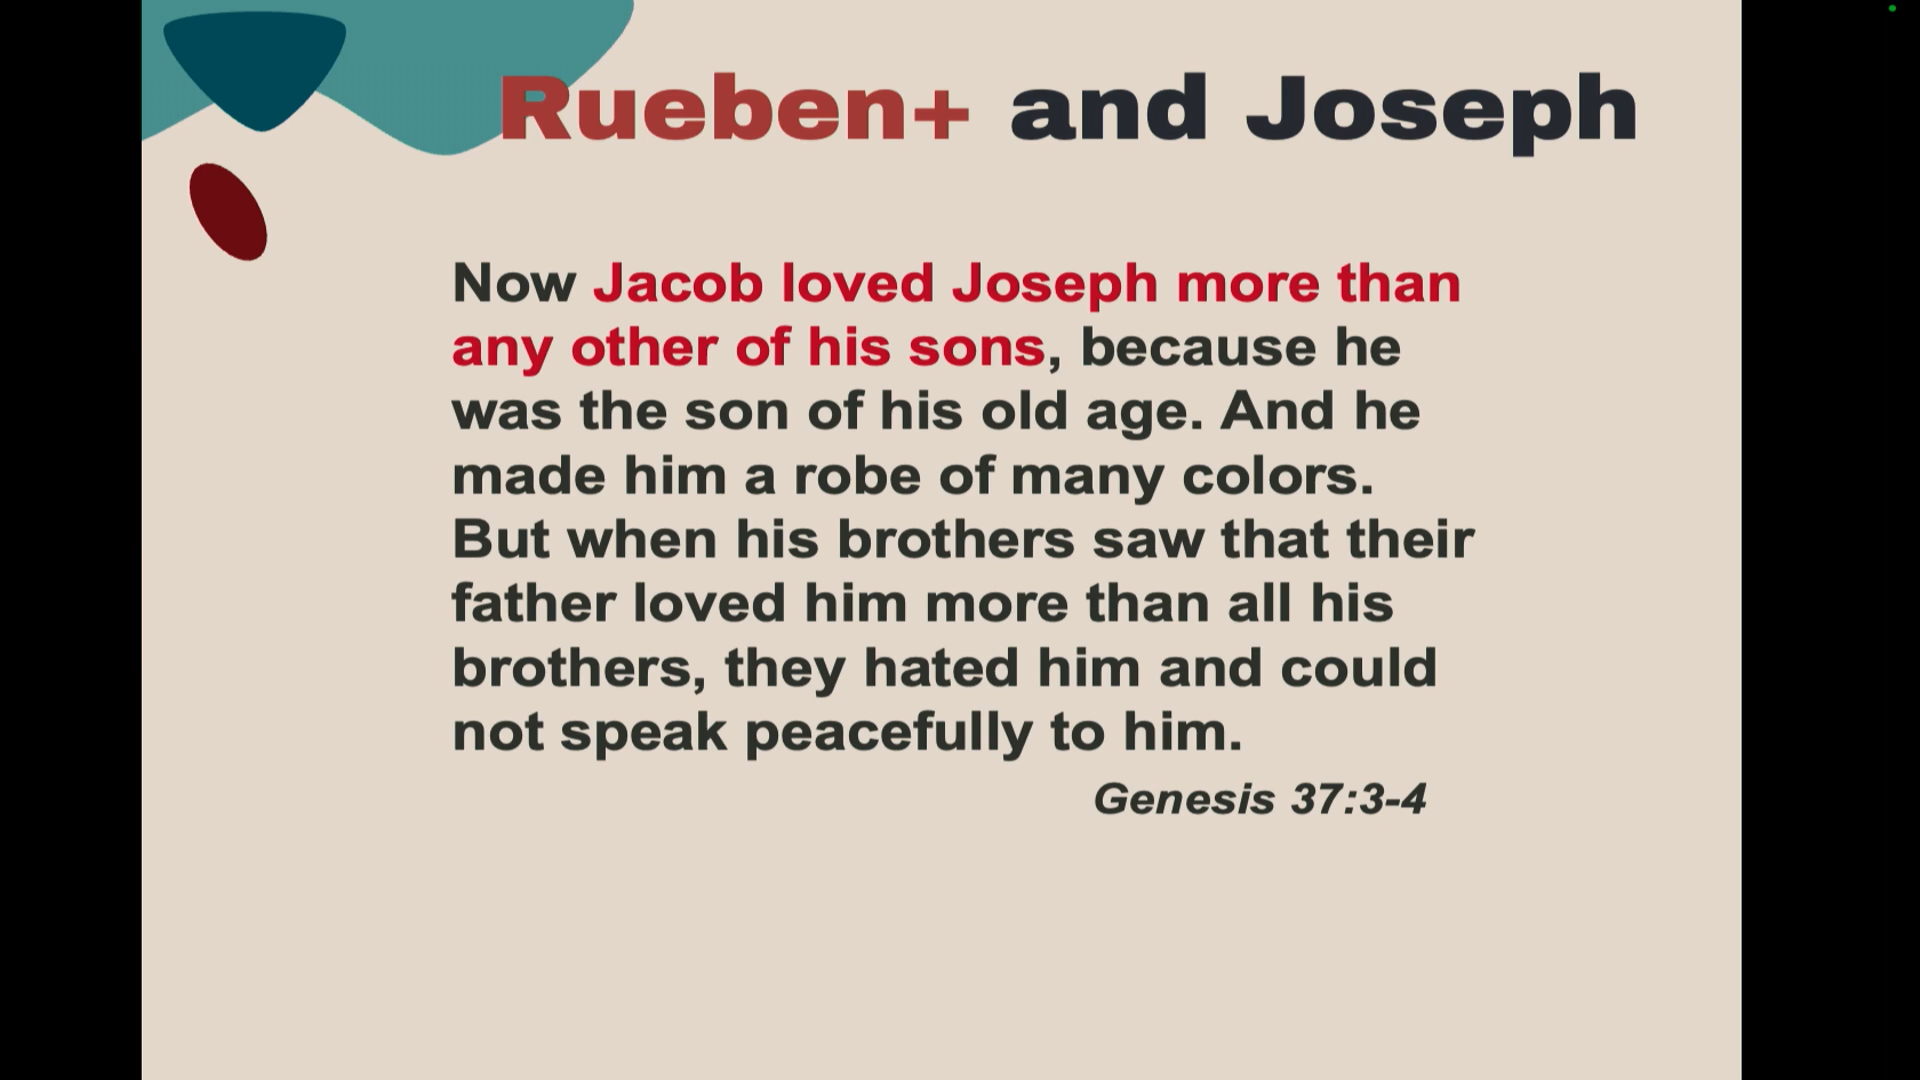 Rueben+ and Joseph
Now Jacob loved Joseph more than
any other of his sons, because he
was the son of his old age. And he
made him a robe of many colors.
But when his brothers saw that their
father loved him more than all his
brothers, they hated him and could
not speak peacefully to him.
Genesis 37:3-4